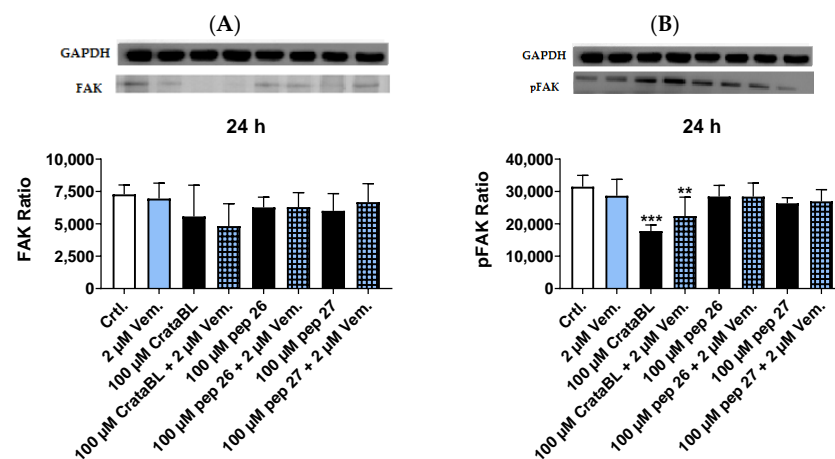 (A)
GAPDH
FAK
24 h
10,000
7,500
5,000
2,500
0
FAK Ratio
Crtl.
2 µM Vem.
100 µM CrataBL
100 µM CrataBL + 2 µM Vem.
100 µM pep 26
100 µM pep 26 + 2 µM Vem.
100 µM pep 27
100 µM pep 27 + 2 µM Vem.
(B)
GAPDH
pFAK
24 h
40,000
30,000
20,000
10,000
0
pFAK Ratio
***
**
Crtl.
2 µM Vem.
100 µM CrataBL
100 µM CrataBL + 2 µM Vem.
100 µM pep 26
100 µM pep 26 + 2 µM Vem.
100 µM pep 27
100 µM pep 27 + 2 µM Vem.